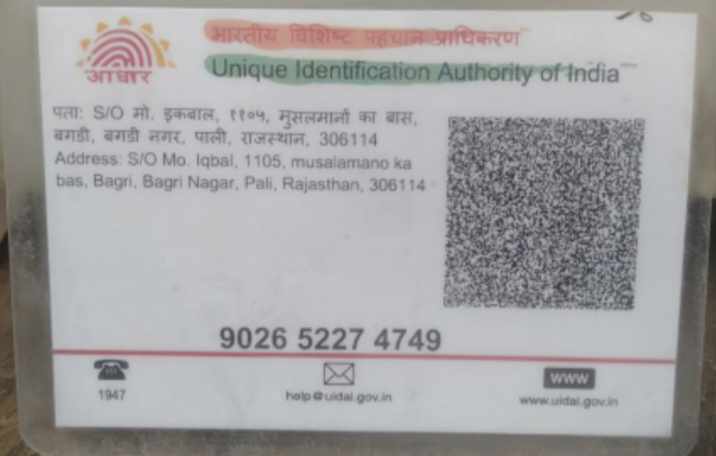 भारतीय विशिष्ट पहचान प्राधिकरण
आधार
Unique Identification Authority of India
पता: S/O मो. इकबाल, ११०५, मुसलमानों का बास,
बगडी, बगडी नगर, पाली, राजस्थान, 306114
Address: S/O Mo. Iqbal, 1105, musalamano ka
bas, Bagri, Bagri Nagar, Pali, Rajasthan, 306114
9026 5227 4749
1947
help@uidai.gov.in
WWW
www.uidai.gov.in